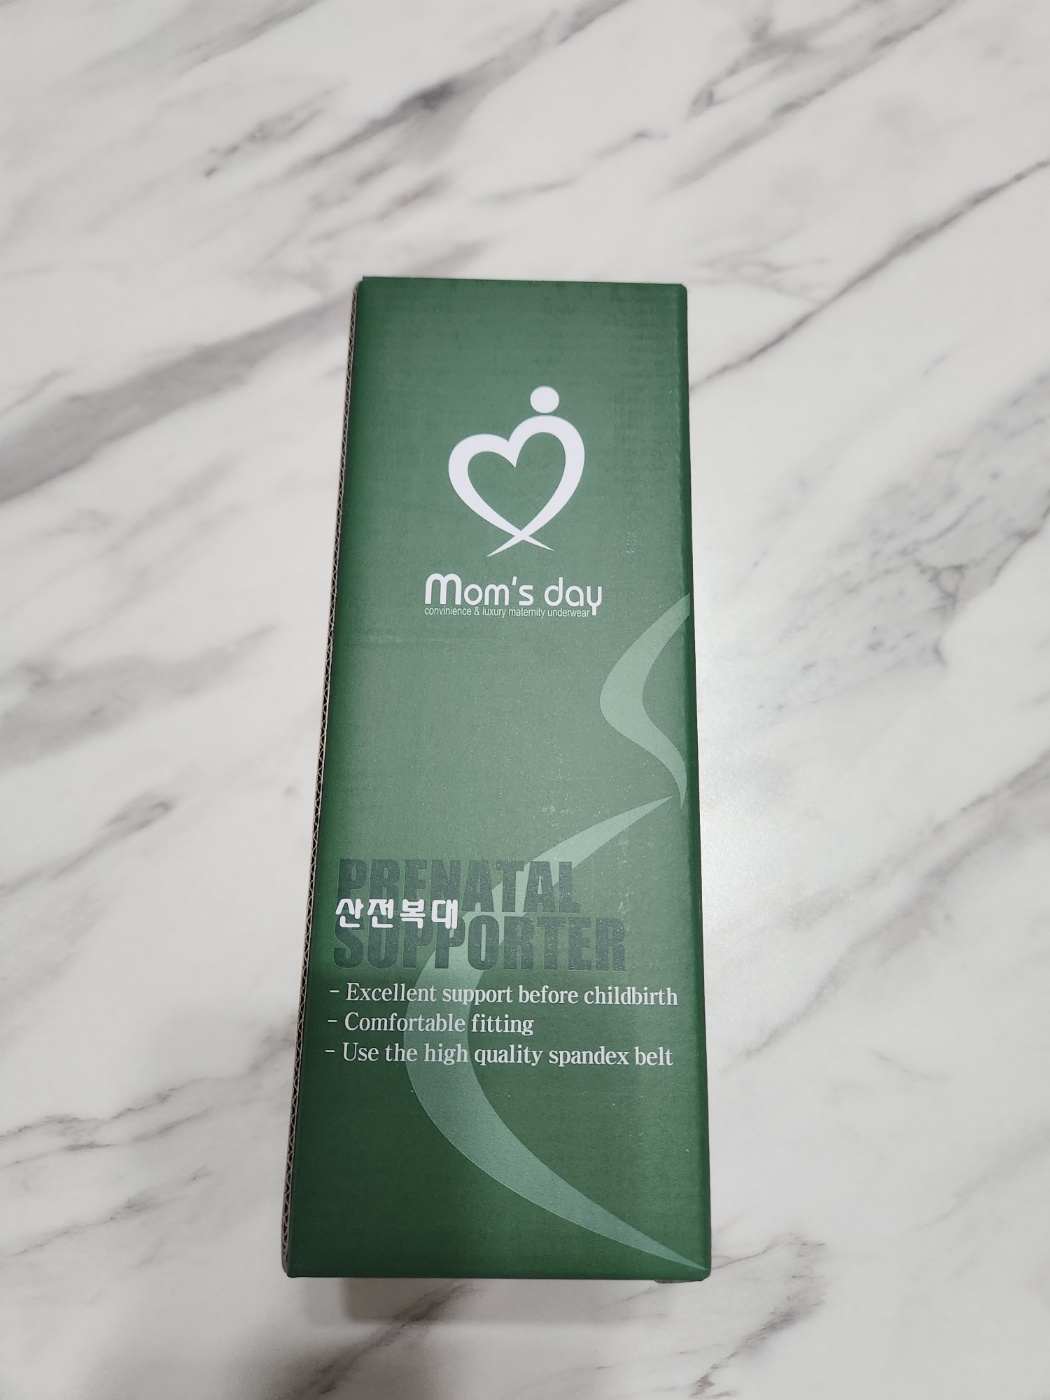 Mom's day
convinience & luxury maternity underwear
PRENATAL
산전복대
SUPPORTER
- Excellent support before childbirth
- Comfortable fitting
- Use the high quality spandex belt